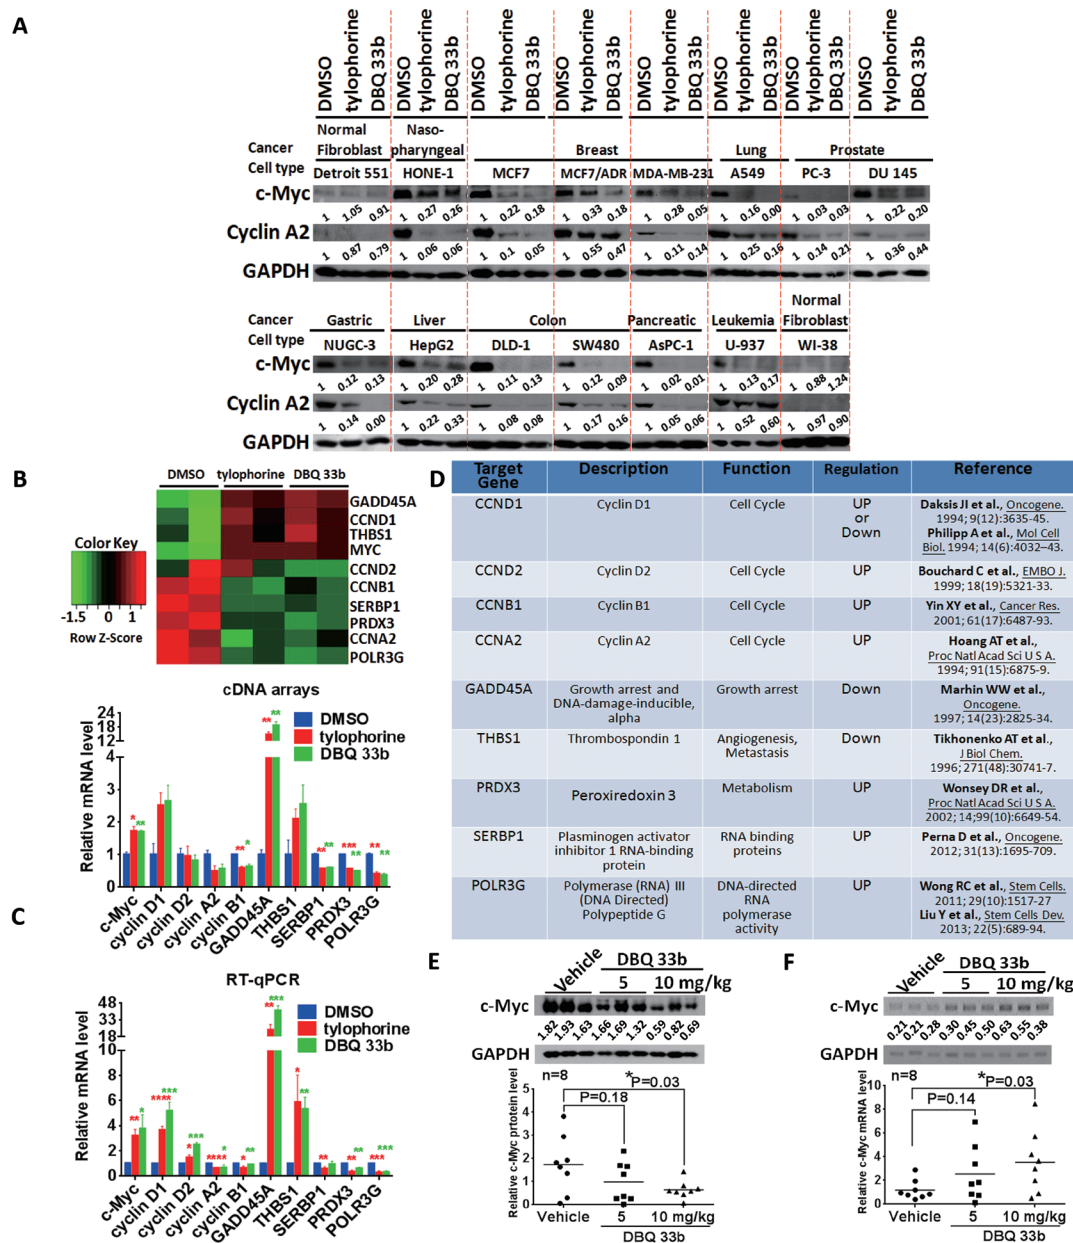 A
DMSO tylophorine DBQ 33b DMSO tylophorine DBQ 33b DMSO tylophorine DBQ 33b DMSO tylophorine DBQ 33b DMSO tylophorine DBQ 33b DMSO tylophorine DBQ 33b DMSO tylophorine DBQ 33b DMSO tylophorine DBQ 33b
Normal Naso-
Cancer Fibroblast pharyngeal Breast Lung Prostate
Cell type Detroit 551 HONE-1 MCF7 MCF7/ADR MDA-MB-231 A549 PC-3 DU 145
c-Myc
1 1.05 0.91 1 0.27 0.26 1 0.22 0.18 1 0.33 0.18 1 0.28 0.05 1 0.16 0.00 1 0.03 0.03 1 0.22 0.20
Cyclin A2
1 0.87 0.79 1 0.06 0.06 1 0.1 0.05 1 0.55 0.47 1 0.11 0.14 1 0.25 0.16 1 0.14 0.21 1 0.36 0.44
GAPDH
Normal
Cancer Gastric Liver Colon Pancreatic Leukemia Fibroblast
Cell type NUGC-3 HepG2 DLD-1 SW480 AsPC-1 U-937 WI-38
c-Myc
1 0.12 0.13 1 0.20 0.28 1 0.11 0.13 1 0.12 0.09 1 0.02 0.01 1 0.13 0.17 1 0.88 1.24
Cyclin A2
1 0.14 0.00 1 0.22 0.33 1 0.08 0.08 1 0.17 0.16 1 0.05 0.06 1 0.52 0.60 1 0.97 0.90
GAPDH
B
DMSO tylophorine DBQ 33b
GADD45A
CCND1
THBS1
MYC
CCND2
CCNB1
SERBP1
PRDX3
CCNA2
POLR3G
Color Key
-1.5 0 1
Row Z-Score
cDNA arrays
Relative mRNA level
24
18
12
4
2
0
DMSO
tylophorine
DBQ 33b
* ** ** * ** ** ** ** *** ** ** **
c-Myc cyclin D1 cyclin D2 cyclin A2 cyclin B1 GADD45A THBS1 SERBP1 PRDX3 POLR3G
C
RT-qPCR
Relative mRNA level
48
33
18
10
8
6
4
2
0
DMSO
tylophorine
DBQ 33b
** * **** *** * *** **** * * ** ** *** * ** ** ** ** *** ***
c-Myc cyclin D1 cyclin D2 cyclin A2 cyclin B1 GADD45A THBS1 SERBP1 PRDX3 POLR3G
D
Target Gene Description Function Regulation Reference
CCND1 Cyclin D1 Cell Cycle UP or Down Daksis JI et al., Oncogene. 1994; 9(12):3635-45.
Philipp A et al., Mol Cell Biol. 1994; 14(6):4032–43.
CCND2 Cyclin D2 Cell Cycle UP Bouchard C et al., EMBO J. 1999; 18(19):5321-33.
CCNB1 Cyclin B1 Cell Cycle UP Yin XY et al., Cancer Res. 2001; 61(17):6487-93.
CCNA2 Cyclin A2 Cell Cycle UP Hoang AT et al., Proc Natl Acad Sci U S A. 1994; 91(15):6875-9.
GADD45A Growth arrest and DNA-damage-inducible, alpha Growth arrest Down Marhin WW et al., Oncogene. 1997; 14(23):2825-34.
THBS1 Thrombospondin 1 Angiogenesis, Metastasis Down Tikhonenko AT et al., J Biol Chem. 1996; 271(48):30741-7.
PRDX3 Peroxiredoxin 3 Metabolism UP Wonsey DR et al., Proc Natl Acad Sci U S A. 2002; 14;99(10):6649-54.
SERBP1 Plasminogen activator inhibitor 1 RNA-binding protein RNA binding proteins UP Perna D et al., Oncogene. 2012; 31(13):1695-709.
POLR3G Polymerase (RNA) III (DNA Directed) Polypeptide G DNA-directed RNA polymerase activity UP Wong RC et al., Stem Cells. 2011; 29(10):1517-27
Liu Y et al., Stem Cells Dev. 2013; 22(5):689-94.
E
Vehicle DBQ 33b
5 10 mg/kg
c-Myc
1.82 1.93 1.63 1.66 1.69 1.32 0.59 0.82 0.69
GAPDH
Relative c-Myc prtotein level
n=8
*P=0.03
P=0.18
5
4
3
2
1
0
Vehicle 5 10 mg/kg
DBQ 33b
F
Vehicle DBQ 33b
5 10 mg/kg
c-Myc
0.21 0.21 0.28 0.30 0.45 0.50 0.63 0.55 0.38
GAPDH
Relative c-Myc mRNA level
n=8
*P=0.03
P=0.14
10
8
6
4
2
0
Vehicle 5 10 mg/kg
DBQ 33b